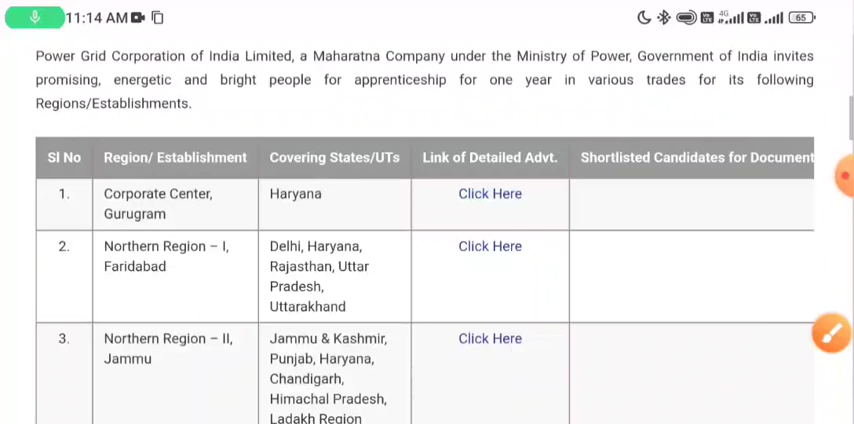 11:14 AM
4G
65
Power Grid Corporation of India Limited, a Maharatna Company under the Ministry of Power, Government of India invites
promising, energetic and bright people for apprenticeship for one year in various trades for its following
Regions/Establishments.
Sl No Region/ Establishment Covering States/UTs Link of Detailed Advt. Shortlisted Candidates for Document
1. Corporate Center, Haryana Click Here
Gurugram
2. Northern Region – I, Delhi, Haryana, Click Here
Faridabad Rajasthan, Uttar
Pradesh,
Uttarakhand
3. Northern Region – II, Jammu & Kashmir, Click Here
Jammu Punjab, Haryana,
Chandigarh,
Himachal Pradesh,
Ladakh Region